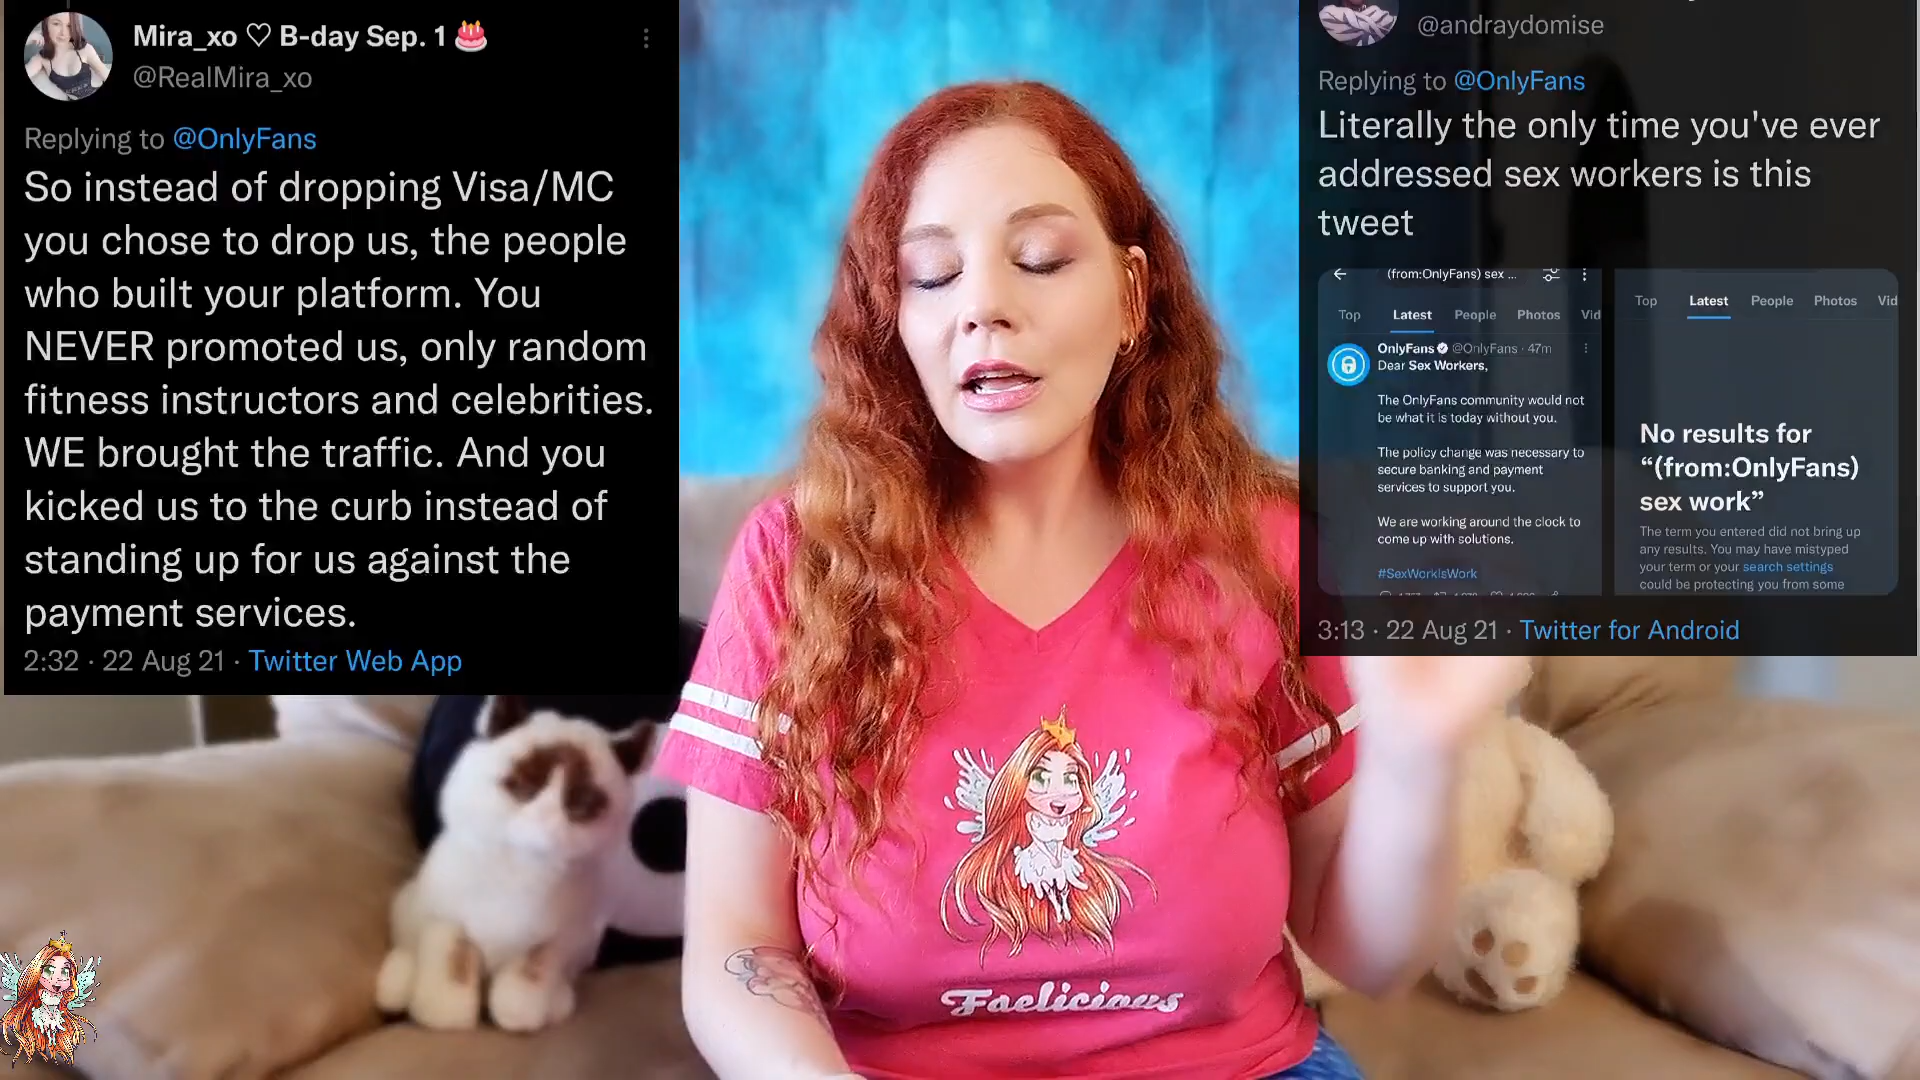 Mira_xo ♡ B-day Sep. 1 🎂
@RealMira_xo
Replying to @OnlyFans
So instead of dropping Visa/MC
you chose to drop us, the people
who built your platform. You
NEVER promoted us, only random
fitness instructors and celebrities.
WE brought the traffic. And you
kicked us to the curb instead of
standing up for us against the
payment services.
2:32 · 22 Aug 21 · Twitter Web App
@andraydomise
Replying to @OnlyFans
Literally the only time you've ever
addressed sex workers is this
tweet
(from:OnlyFans) sex ...
Top Latest People Photos Vid
OnlyFans @OnlyFans · 47m
Dear Sex Workers,
The OnlyFans community would not
be what it is today without you.
The policy change was necessary to
secure banking and payment
services to support you.
We are working around the clock to
come up with solutions.
#SexWorkIsWork
Top Latest People Photos Vid
No results for
“(from:OnlyFans)
sex work”
The term you entered did not bring up
any results. You may have mistyped
your term or your search settings
could be protecting you from some
3:13 · 22 Aug 21 · Twitter for Android
Faelicious